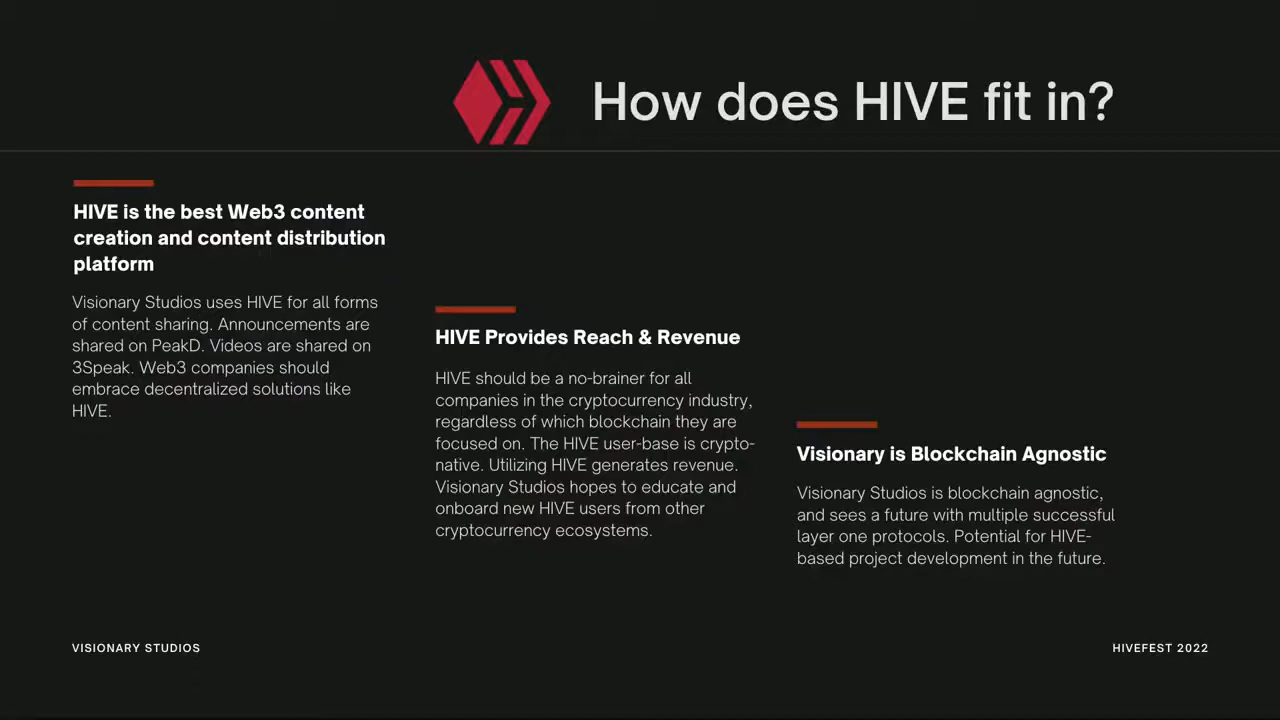 How does HIVE fit in?
HIVE is the best Web3 content
creation and content distribution
platform
Visionary Studios uses HIVE for all forms
of content sharing. Announcements are
shared on PeakD. Videos are shared on
3Speak. Web3 companies should
embrace decentralized solutions like
HIVE.
HIVE Provides Reach & Revenue
HIVE should be a no-brainer for all
companies in the cryptocurrency industry,
regardless of which blockchain they are
focused on. The HIVE user-base is crypto-
native. Utilizing HIVE generates revenue.
Visionary Studios hopes to educate and
onboard new HIVE users from other
cryptocurrency ecosystems.
Visionary is Blockchain Agnostic
Visionary Studios is blockchain agnostic,
and sees a future with multiple successful
layer one protocols. Potential for HIVE-
based project development in the future.
VISIONARY STUDIOS
HIVEFEST 2022